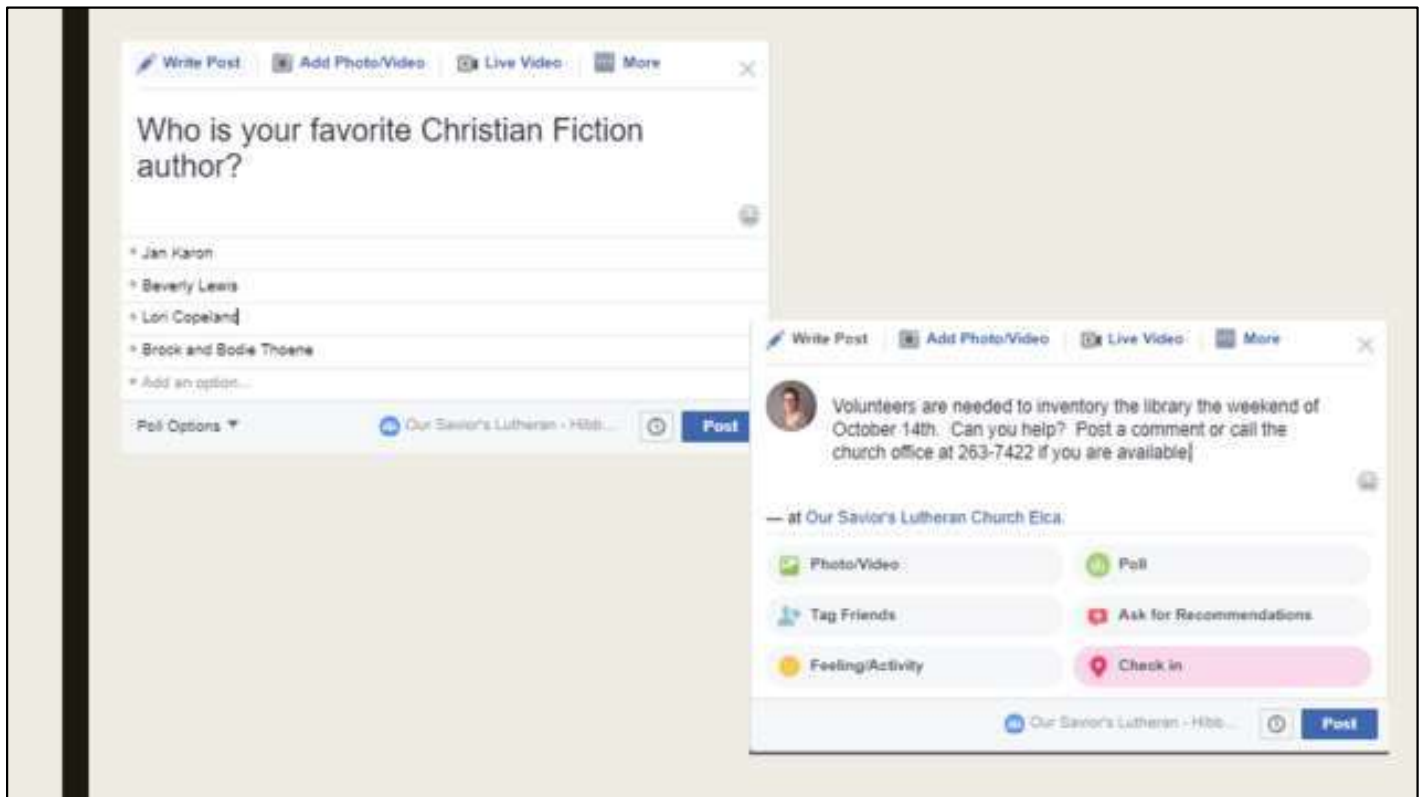 Write Post Add Photo/Video Live Video More
Who is your favorite Christian Fiction
author?
Jan Karon
Beverly Lewis
Lori Copeland
Brock and Bodie Thoene
Add an option...
Poll Options Our Savior's Lutheran - Hibb... Post
Write Post Add Photo/Video Live Video More
Volunteers are needed to inventory the library the weekend of
October 14th. Can you help? Post a comment or call the
church office at 263-7422 if you are available
— at Our Savior's Lutheran Church Elca.
Photo/Video Poll
Tag Friends Ask for Recommendations
Feeling/Activity Check in
Our Savior's Lutheran - Hibb... Post